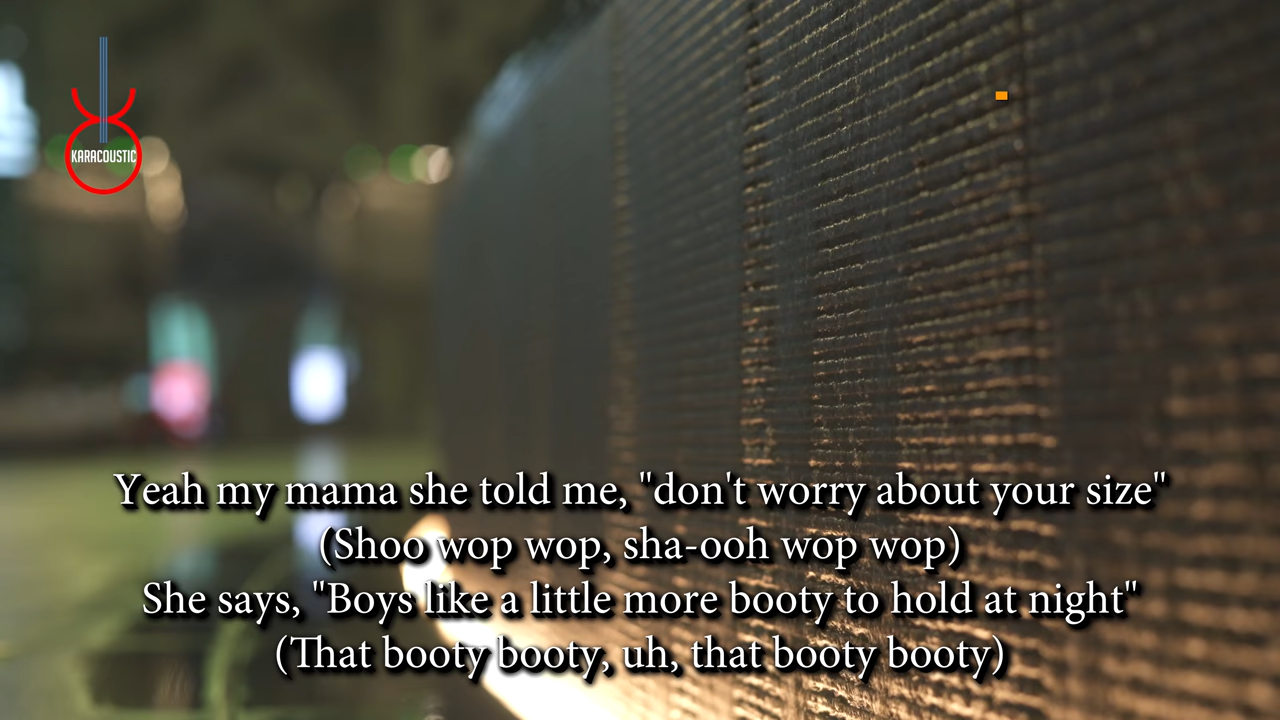 KARACOUSTIC
Yeah my mama she told me, "don't worry about your size"
(Shoo wop wop, sha-ooh wop wop)
She says, "Boys like a little more booty to hold at night"
(That booty booty, uh, that booty booty)